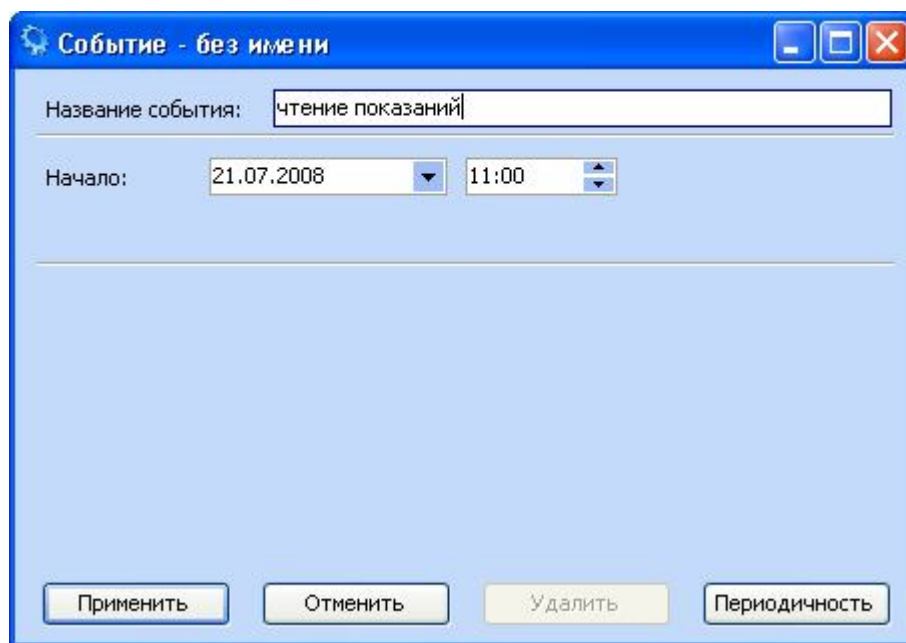 Событие - без имени
Название события: чтение показаний
Начало: 21.07.2008 11:00
Применить Отменить Удалить Периодичность